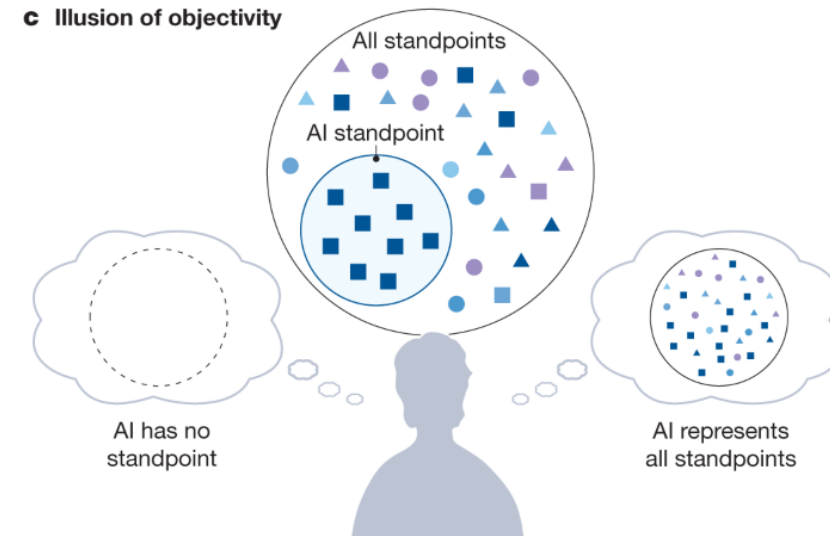 c Illusion of objectivity
All standpoints
AI standpoint
AI has no
standpoint
AI represents
all standpoints